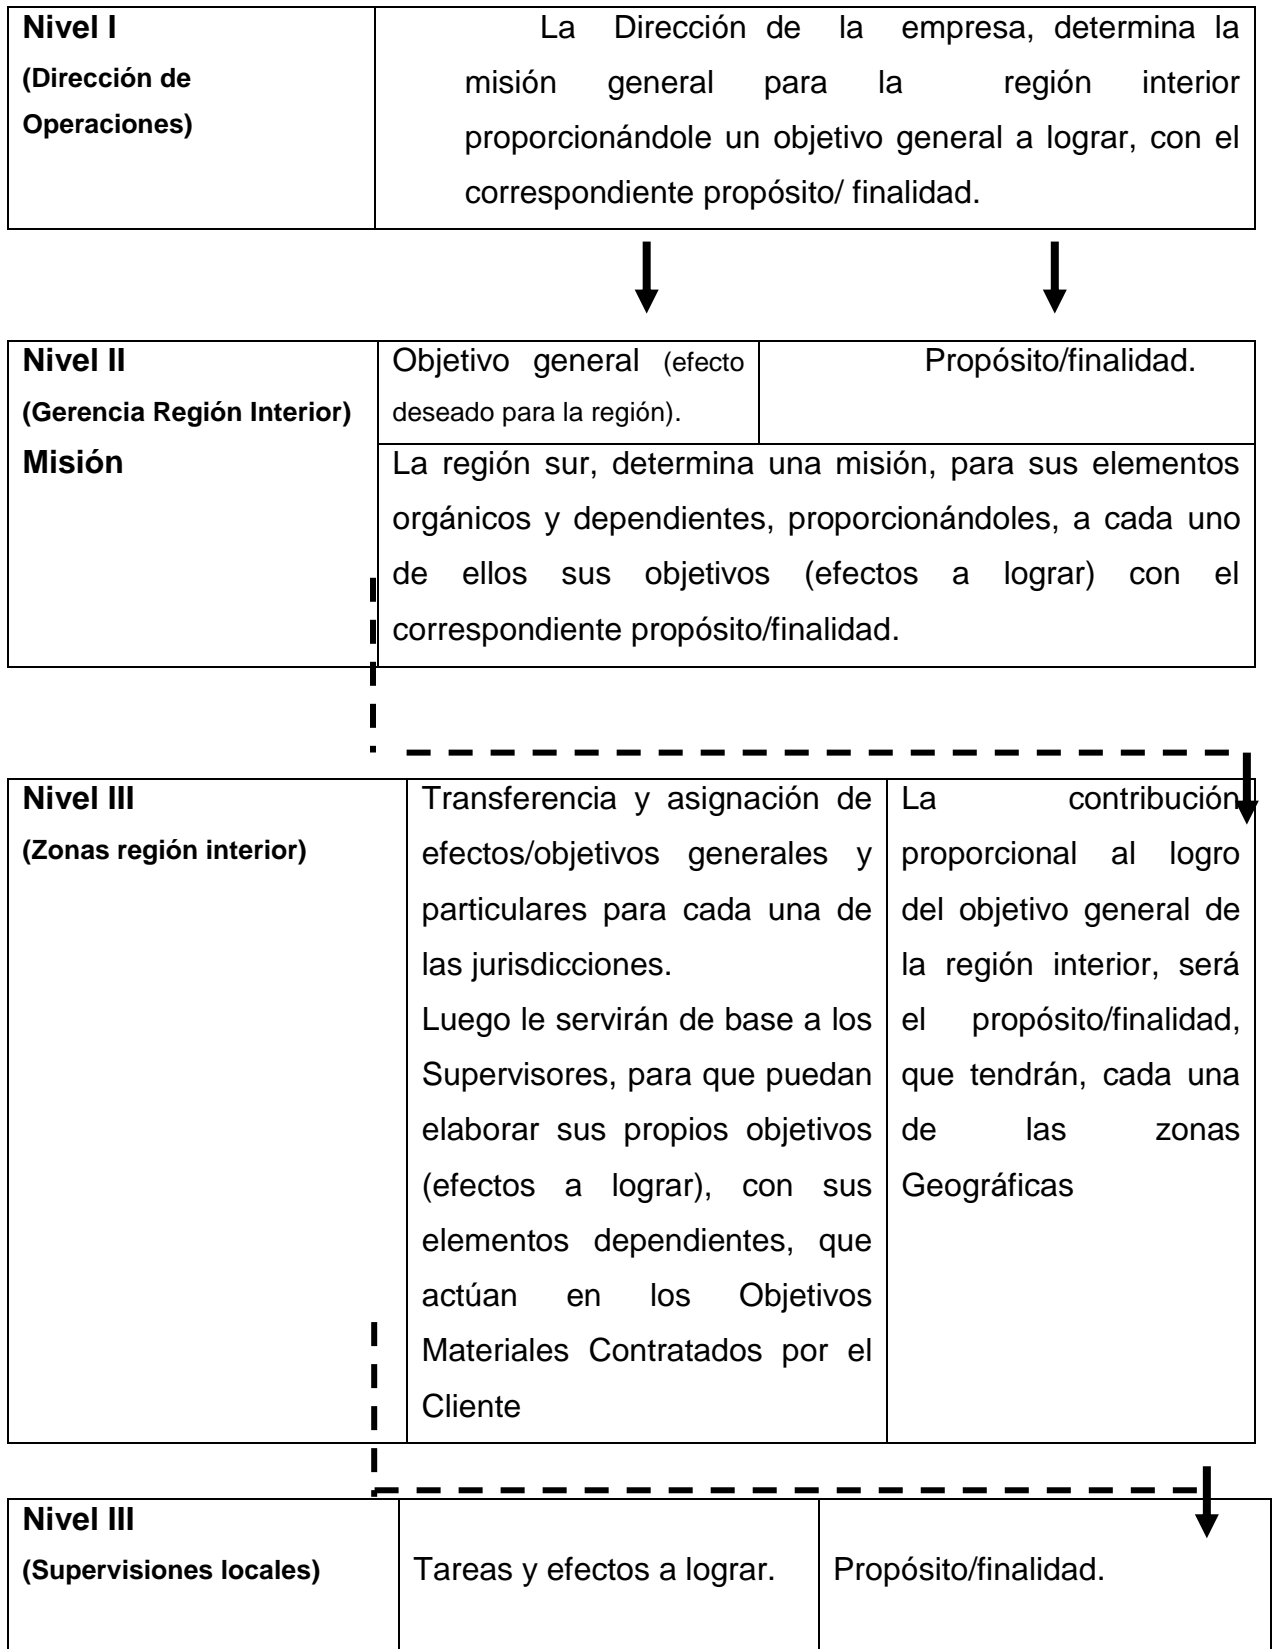 Nivel I
(Dirección de
Operaciones)
La Dirección de la empresa, determina la
misión general para la región interior
proporcionándole un objetivo general a lograr, con el
correspondiente propósito/ finalidad.
Nivel II
(Gerencia Región Interior)
Misión
Objetivo general (efecto
deseado para la región).
Propósito/finalidad.
La región sur, determina una misión, para sus elementos
orgánicos y dependientes, proporcionándoles, a cada uno
de ellos sus objetivos (efectos a lograr) con el
correspondiente propósito/finalidad.
Nivel III
(Zonas región interior)
Transferencia y asignación de
efectos/objetivos generales y
particulares para cada una de
las jurisdicciones.
Luego le servirán de base a los
Supervisores, para que puedan
elaborar sus propios objetivos
(efectos a lograr), con sus
elementos dependientes, que
actúan en los Objetivos
Materiales Contratados por el
Cliente
La contribución
proporcional al logro
del objetivo general de
la región interior, será
el propósito/finalidad,
que tendrán, cada una
de las zonas
Geográficas
Nivel III
(Supervisiones locales)
Tareas y efectos a lograr.
Propósito/finalidad.